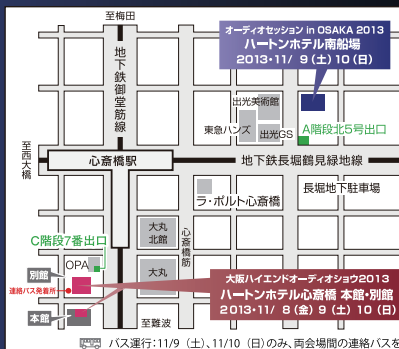 至梅田
オーディオセッション in OSAKA 2013
ハートンホテル南船場
2013・11/ 9(土)10(日)
地下鉄御堂筋線
出光美術館
東急ハンズ
出光GS
A階段北5号出口
至西大橋
心斎橋駅
地下鉄長堀鶴見緑地線
長堀地下駐車場
ラ・ポルト心斎橋
C階段7番出口
大丸
北館
心斎橋筋
OPA
大丸
別館
連絡バス発着所
本館
大阪ハイエンドオーディオショウ2013
ハートンホテル心斎橋 本館・別館
2013・11/ 8(金)9(土)10(日)
至難波
バス運行:11/9(土)、11/10(日)のみ、両会場間の連絡バスを